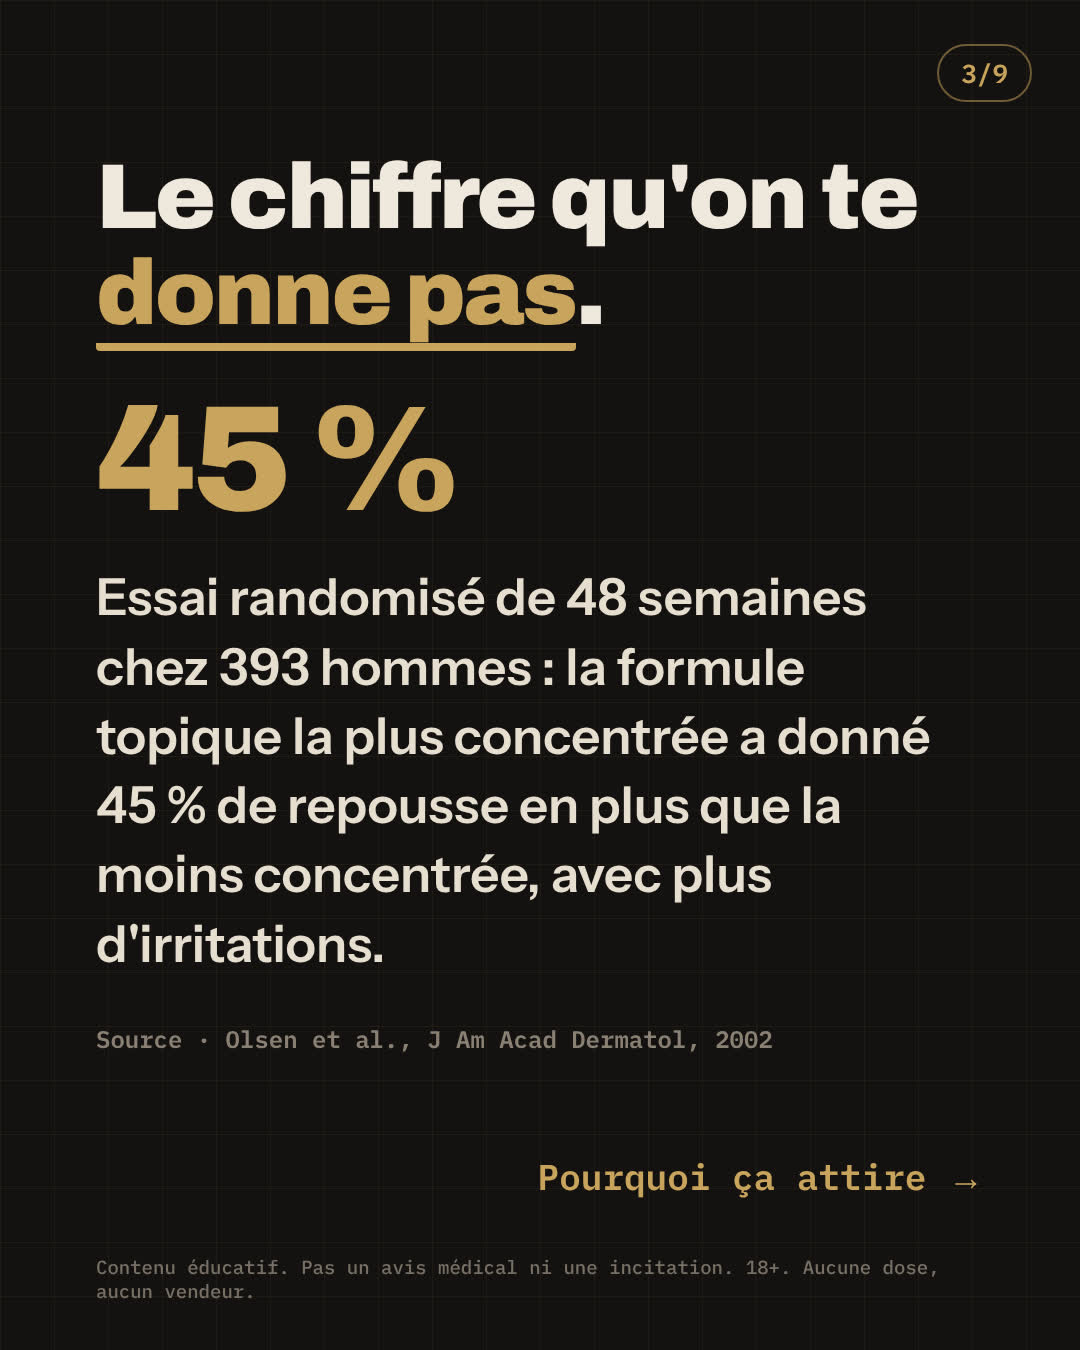 3/9
Le chiffre qu'on te
donne pas.
45 %
Essai randomisé de 48 semaines
chez 393 hommes : la formule
topique la plus concentrée a donné
45 % de repousse en plus que la
moins concentrée, avec plus
d'irritations.
Source · Olsen et al., J Am Acad Dermatol, 2002
Pourquoi ça attire →
Contenu éducatif. Pas un avis médical ni une incitation. 18+. Aucune dose,
aucun vendeur.